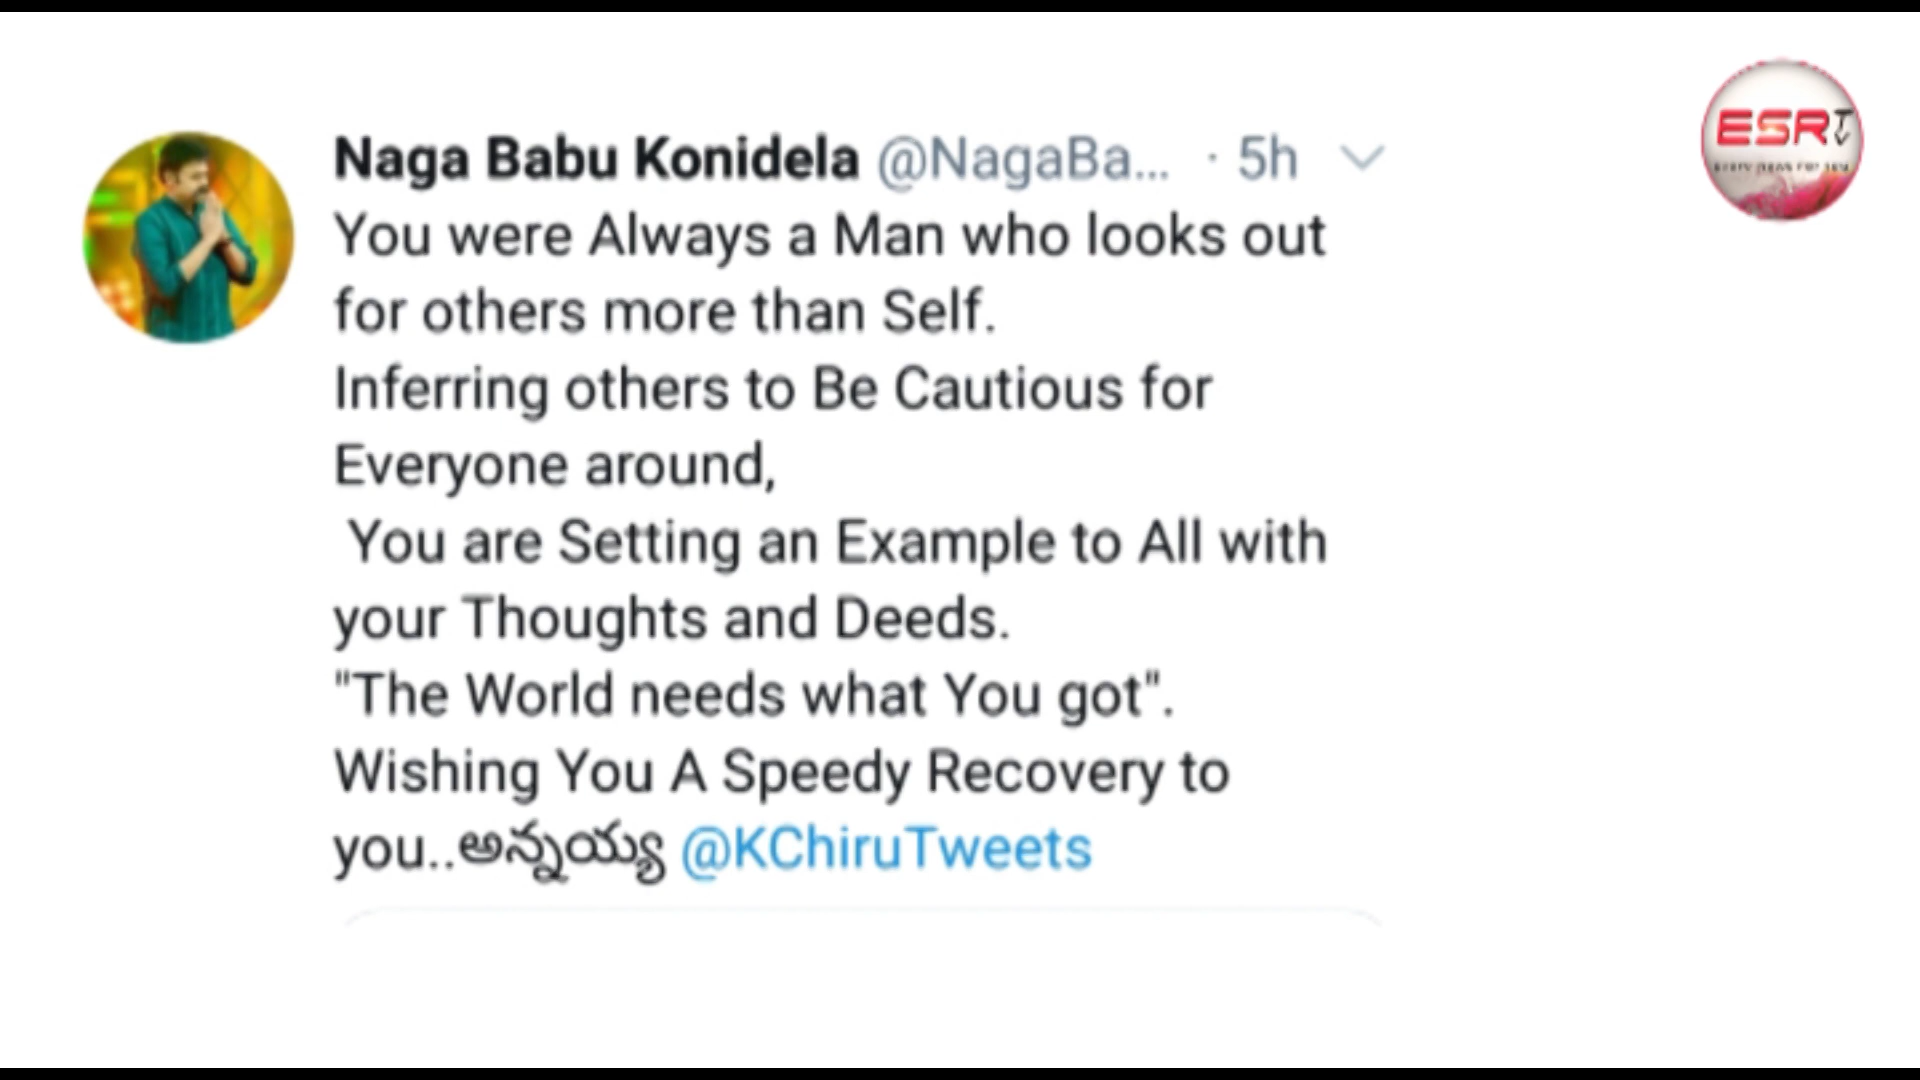 Naga Babu Konidela @NagaBa... · 5h
You were Always a Man who looks out
for others more than Self.
Inferring others to Be Cautious for
Everyone around,
You are Setting an Example to All with
your Thoughts and Deeds.
"The World needs what You got".
Wishing You A Speedy Recovery to
you..అన్నయ్య @KChiruTweets
ESR TV